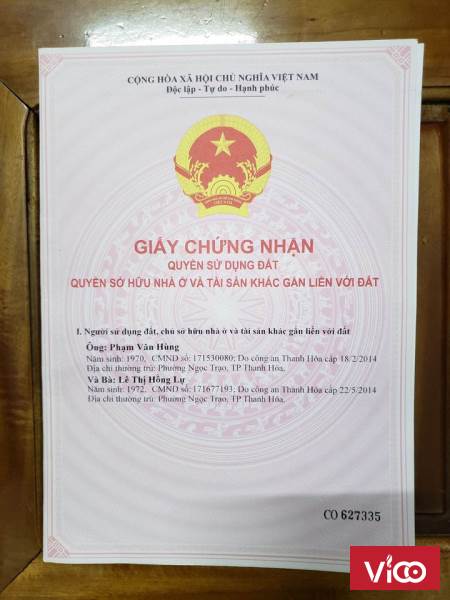 CỘNG HÒA XÃ HỘI CHỦ NGHĨA VIỆT NAM
Độc lập - Tự do - Hạnh phúc
GIẤY CHỨNG NHẬN
QUYỀN SỬ DỤNG ĐẤT
QUYỀN SỞ HỮU NHÀ Ở VÀ TÀI SẢN KHÁC GẮN LIỀN VỚI ĐẤT
I. Người sử dụng đất, chủ sở hữu nhà ở và tài sản khác gắn liền với đất
Ông: Phạm Văn Hùng
Năm sinh: 1970, CMND số: 171530080; Do công an Thanh Hóa cấp 18/2/2014
Địa chỉ thường trú: Phường Ngọc Trạo, TP Thanh Hóa,
Và Bà: Lê Thị Hồng Lự
Năm sinh: 1972, CMND số: 171677193; Do công an Thanh Hóa cấp 22/5/2014
Địa chỉ thường trú: Phường Ngọc Trạo, TP Thanh Hóa,
CO 627335
Vicoo